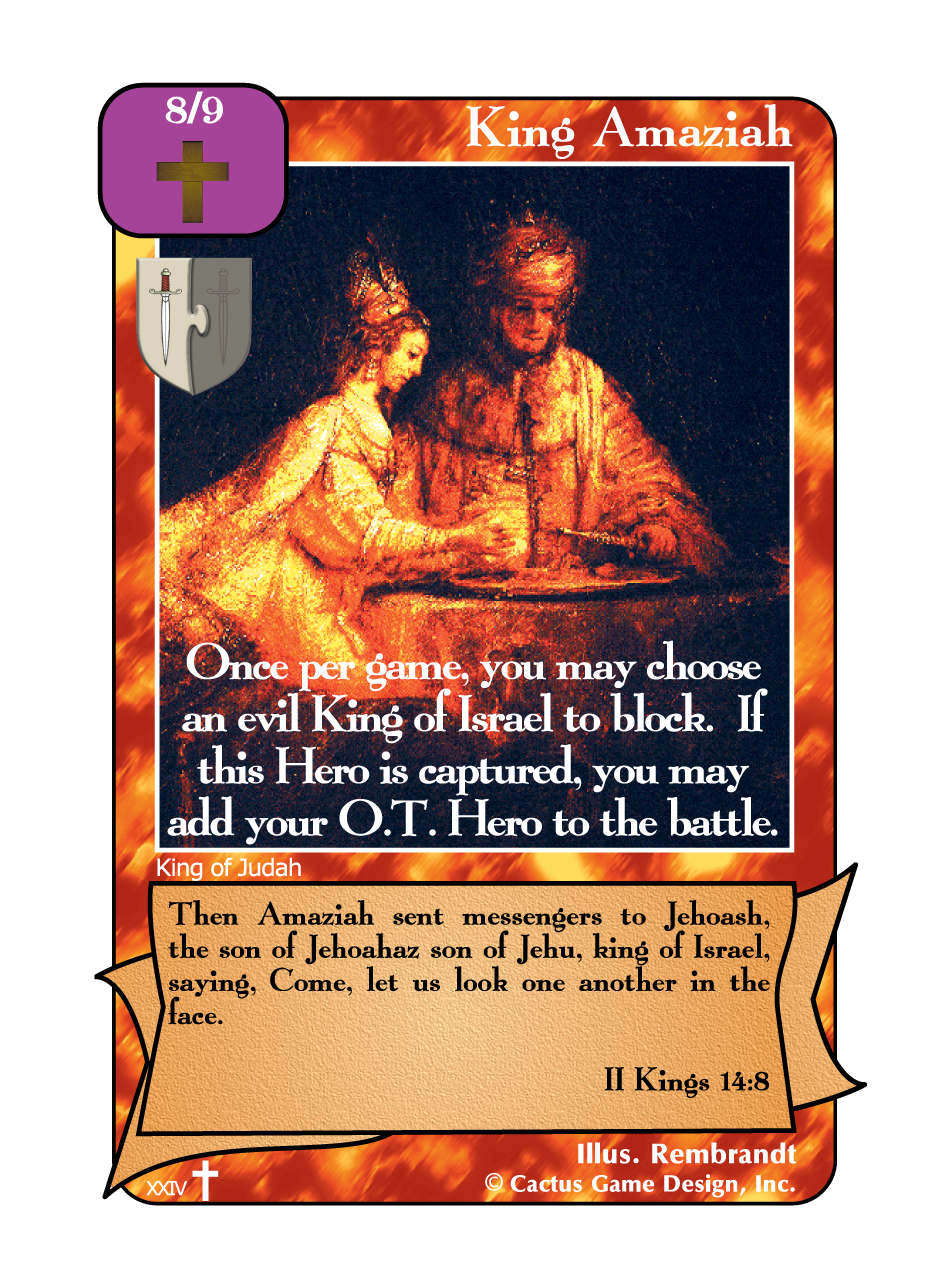 8/9
King Amaziah
Once per game, you may choose
an evil King of Israel to block. If
this Hero is captured, you may
add your O.T. Hero to the battle.
King of Judah
Then Amaziah sent messengers to Jehoash,
the son of Jehoahaz son of Jehu, king of Israel,
saying, Come, let us look one another in the
face.
II Kings 14:8
Illus. Rembrandt
XXIV
© Cactus Game Design, Inc.